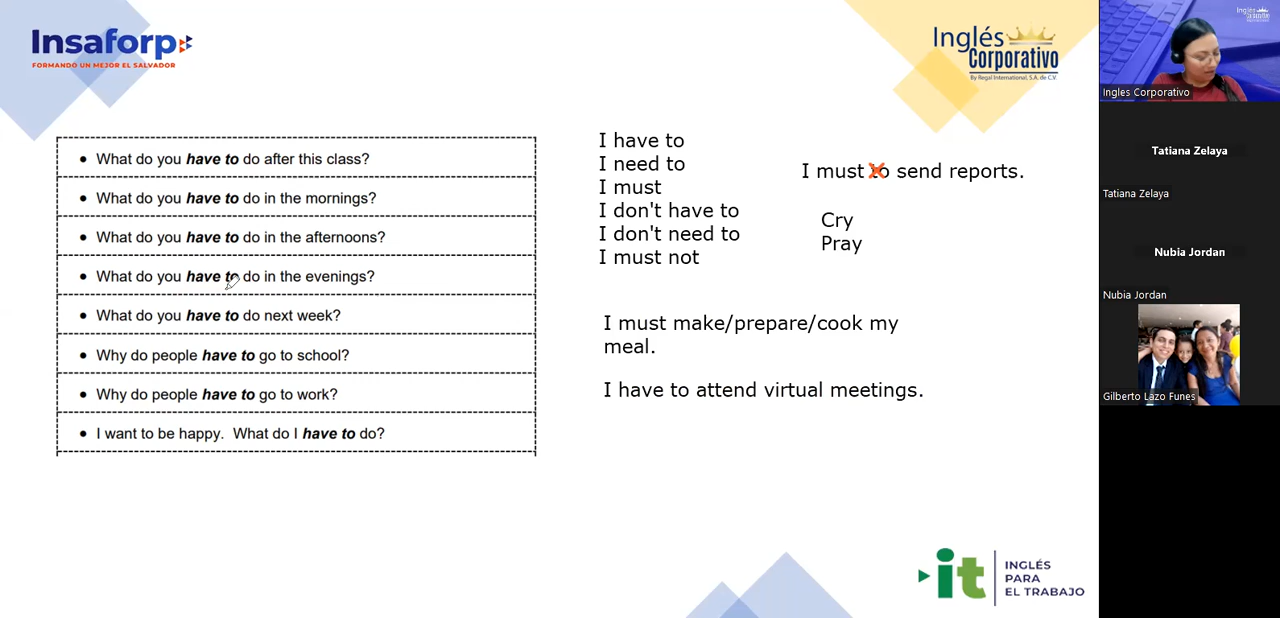 Insaforp
FORMANDO UN MEJOR EL SALVADOR
Inglés
Corporativo
By Regal International, S.A. de C.V.
• What do you have to do after this class?
• What do you have to do in the mornings?
• What do you have to do in the afternoons?
• What do you have to do in the evenings?
• What do you have to do next week?
• Why do people have to go to school?
• Why do people have to go to work?
• I want to be happy. What do I have to do?
I have to
I need to
I must
I don't have to
I don't need to
I must not
I must to send reports.
Cry
Pray
I must make/prepare/cook my
meal.
I have to attend virtual meetings.
it
INGLÉS
PARA
EL TRABAJO
Inglés
Ingles Corporativo
Tatiana Zelaya
Tatiana Zelaya
Nubia Jordan
Nubia Jordan
Gilberto Lazo Funes